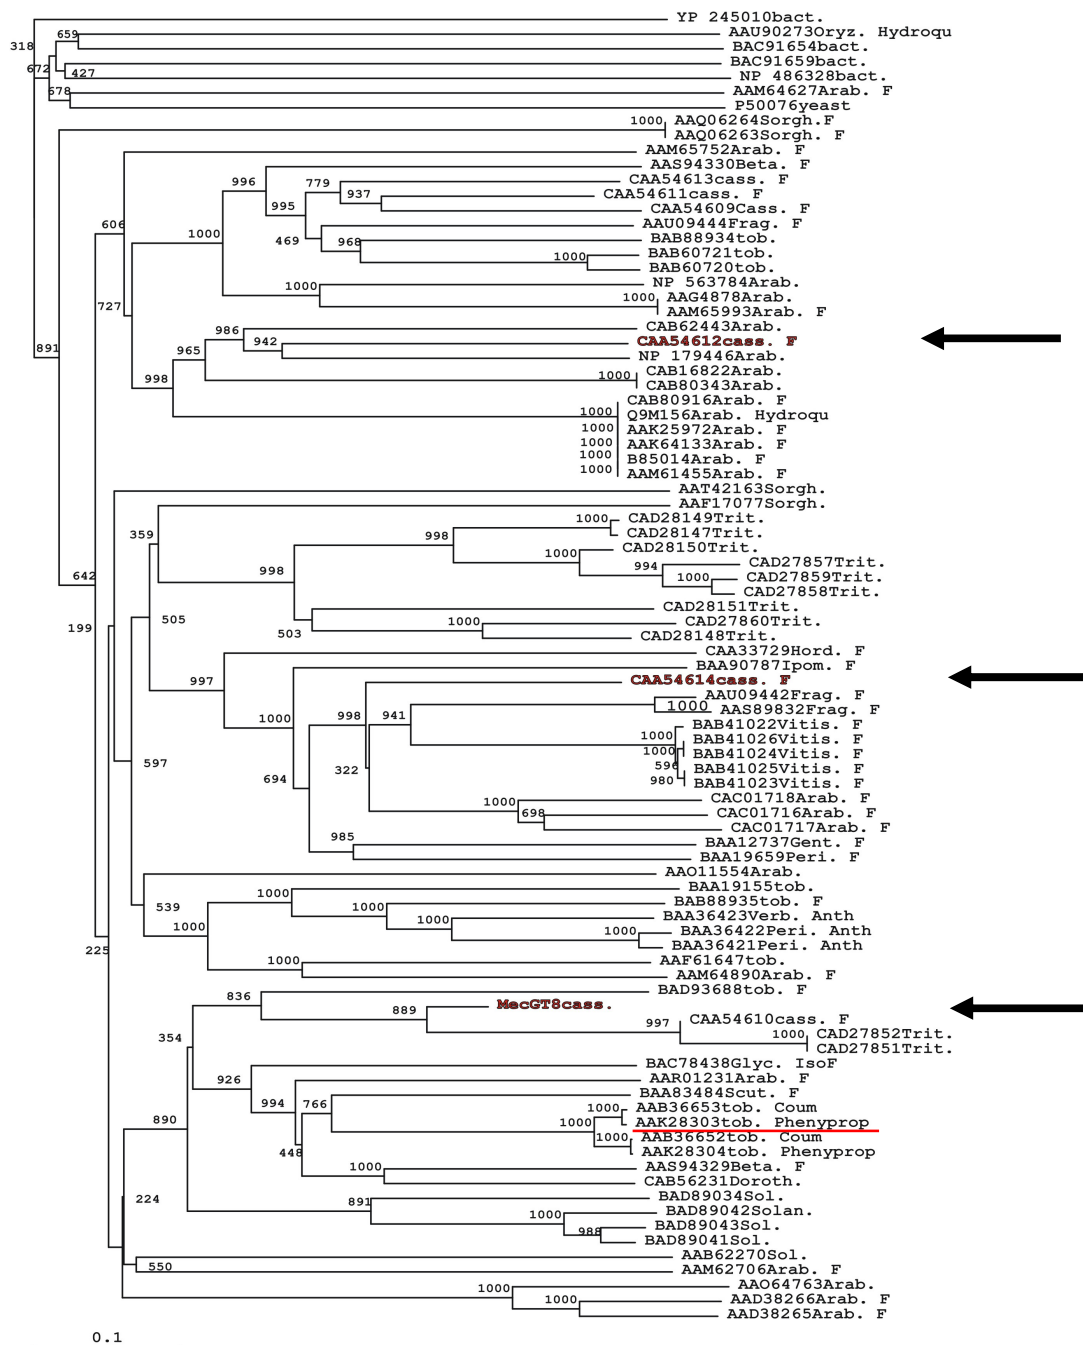 YP 245010bact.
659 AAU90273Oryz. Hydroqu
318 BAC91654bact.
BAC91659bact.
672 427 NP 486328bact.
678 AAM64627Arab. F
P50076yeast
1000 AAQ06264Sorgh.F
AAQ06263Sorgh. F
AAM65752Arab. F
AAS94330Beta. F
996 779 CAA54613cass. F
937 CAA54611cass. F
995 CAA54609Cass. F
606 AAU09444Frag. F
1000 469 968 BAB88934tob.
1000 BAB60721tob.
BAB60720tob.
1000 NP 563784Arab.
727 1000 AAG4878Arab.
AAM65993Arab. F
986 CAB62443Arab.
942 CAA54612cass. F
891 965 NP 179446Arab.
998 1000 CAB16822Arab.
CAB80343Arab.
CAB80916Arab. F
1000 Q9M156Arab. Hydroqu
1000 AAK25972Arab. F
1000 AAK64133Arab. F
1000 B85014Arab. F
1000 AAM61455Arab. F
AAT42163Sorgh.
AAF17077Sorgh.
1000 CAD28149Trit.
359 998 CAD28147Trit.
1000 CAD28150Trit.
994 CAD27857Trit.
642 998 1000 CAD27859Trit.
CAD27858Trit.
CAD28151Trit.
199 505 1000 CAD27860Trit.
503 CAD28148Trit.
CAA33729Hord. F
BAA90787Ipom. F
997 CAA54614cass. F
AAU09442Frag. F
1000 AAS89832Frag. F
1000 998 941 BAB41022Vitis. F
1000 BAB41026Vitis. F
1000 BAB41024Vitis. F
597 322 596 BAB41025Vitis. F
694 980 BAB41023Vitis. F
1000 CAC01718Arab. F
698 CAC01716Arab. F
CAC01717Arab. F
985 BAA12737Gent. F
BAA19659Peri. F
AAO11554Arab.
1000 BAA19155tob.
539 1000 BAB88935tob. F
1000 1000 BAA36423Verb. Anth
1000 BAA36422Peri. Anth
225 BAA36421Peri. Anth
1000 AAF61647tob.
AAM64890Arab. F
836 BAD93688tob. F
889 MecGT8cass.
997 CAA54610cass. F
354 1000 CAD27852Trit.
CAD27851Trit.
BAC78438Glyc. IsoF
926 AAR01231Arab. F
994 766 BAA83484Scut. F
1000 AAB36653tob. Coum
890 1000 AAK28303tob. Phenyprop
1000 AAB36652tob. Coum
448 AAK28304tob. Phenyprop
1000 AAS94329Beta. F
CAB56231Doroth.
224 891 BAD89034Sol.
1000 BAD89042Solan.
988 BAD89043Sol.
BAD89041Sol.
AAB62270Sol.
550 AAM62706Arab. F
1000 AAO64763Arab.
1000 AAD38266Arab. F
AAD38265Arab. F
0.1